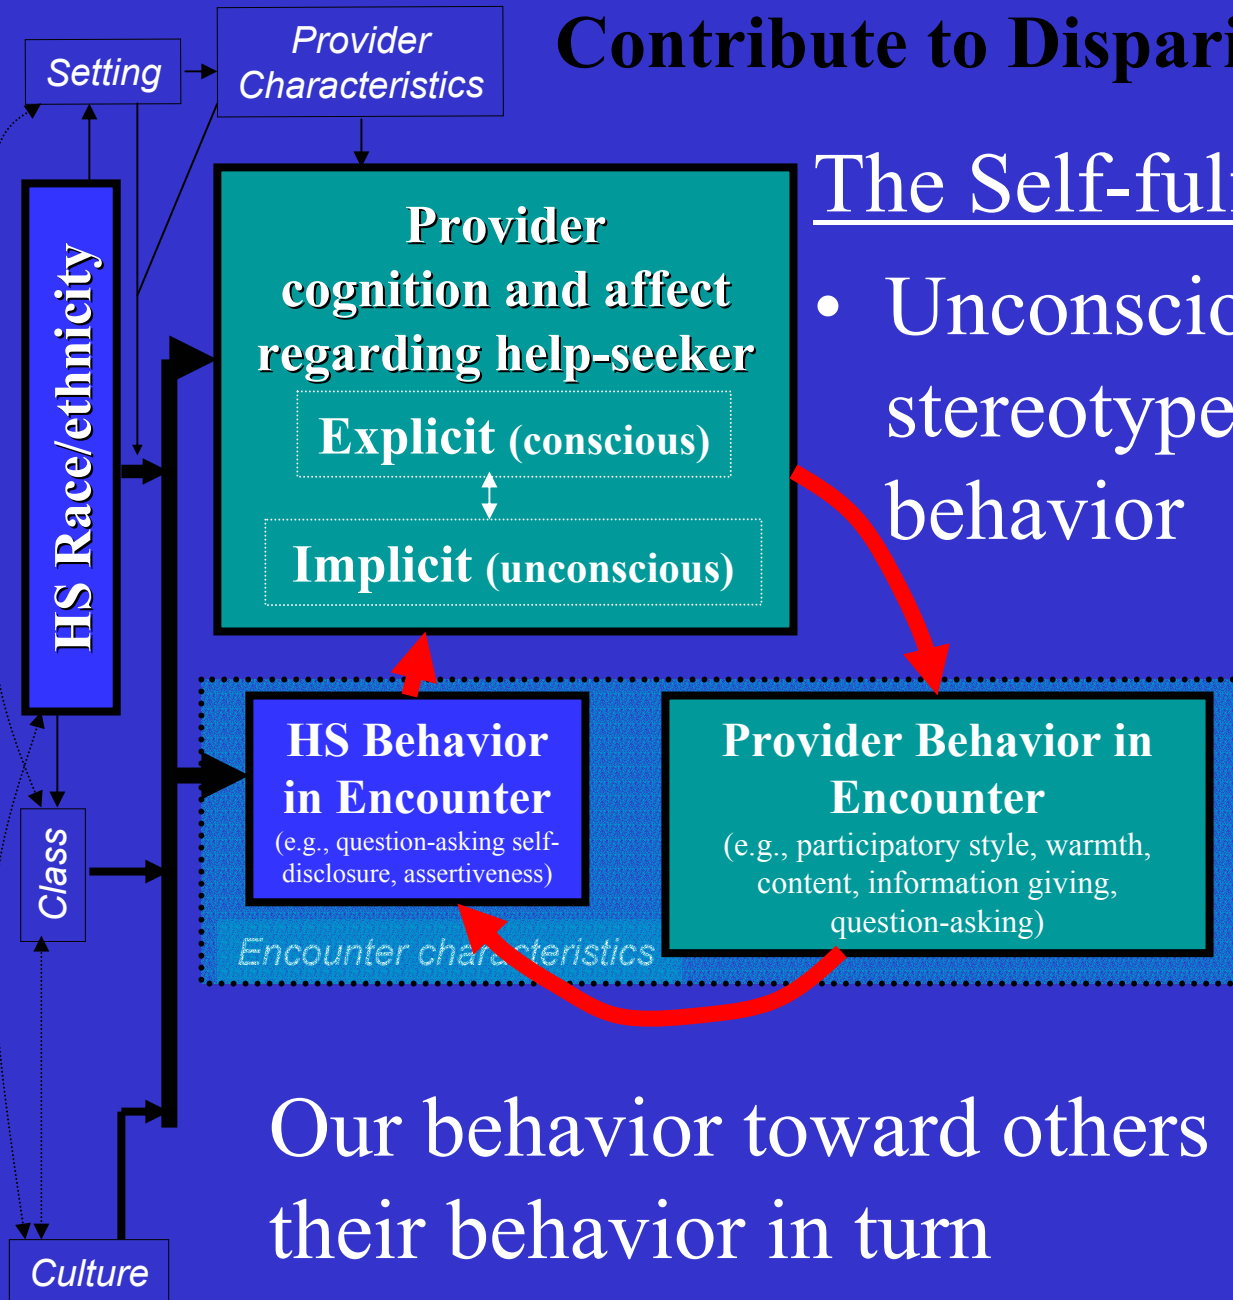 Contribute to Dispari
Setting
Provider
Characteristics
The Self-ful
• Unconscio
stereotype
behavior
HS Race/ethnicity
Provider
cognition and affect
regarding help-seeker
Explicit (conscious)
Implicit (unconscious)
HS Behavior
in Encounter
(e.g., question-asking self-
disclosure, assertiveness)
Provider Behavior in
Encounter
(e.g., participatory style, warmth,
content, information giving,
question-asking)
Class
Encounter characteristics
Our behavior toward others
their behavior in turn
Culture